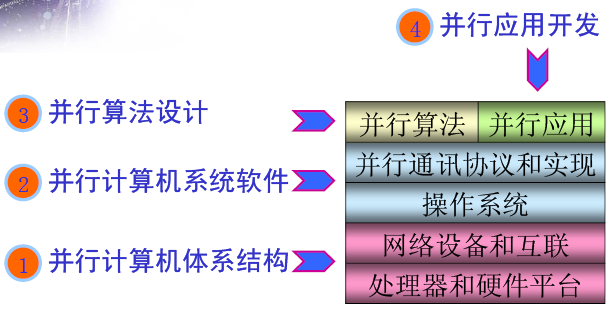 4 并行应用开发
3 并行算法设计
并行算法 并行应用
并行通讯协议和实现
2 并行计算机系统软件
操作系统
网络设备和互联
1 并行计算机体系结构
处理器和硬件平台